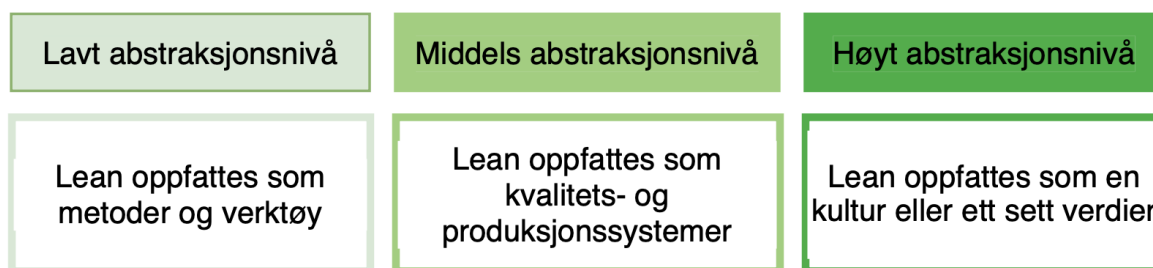 Lavt abstraksjonsnivå
Middels abstraksjonsnivå
Høyt abstraksjonsnivå
Lean oppfattes som
metoder og verktøy
Lean oppfattes som
kvalitets- og
produksjonssystemer
Lean oppfattes som en
kultur eller ett sett verdier